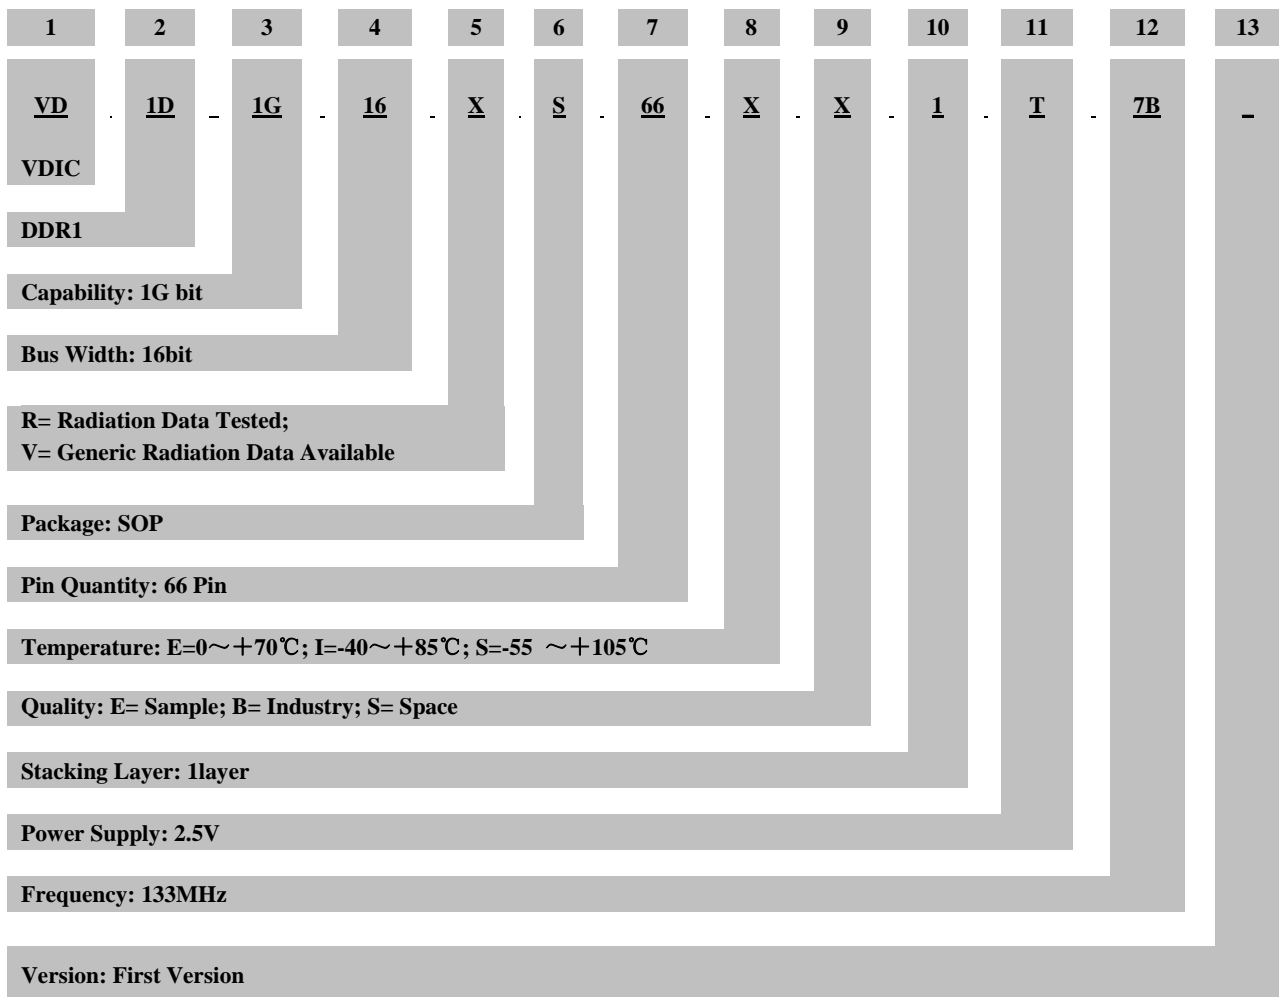 1 2 3 4 5 6 7 8 9 10 11 12 13
VD . 1D _ 1G - 16 - X . S - 66 - X - X - 1 - T - 7B _
VDIC
DDR1
Capability: 1G bit
Bus Width: 16bit
R= Radiation Data Tested;
V= Generic Radiation Data Available
Package: SOP
Pin Quantity: 66 Pin
Temperature: E=0～＋70℃; I=-40～＋85℃; S=-55 ～＋105℃
Quality: E= Sample; B= Industry; S= Space
Stacking Layer: 1layer
Power Supply: 2.5V
Frequency: 133MHz
Version: First Version